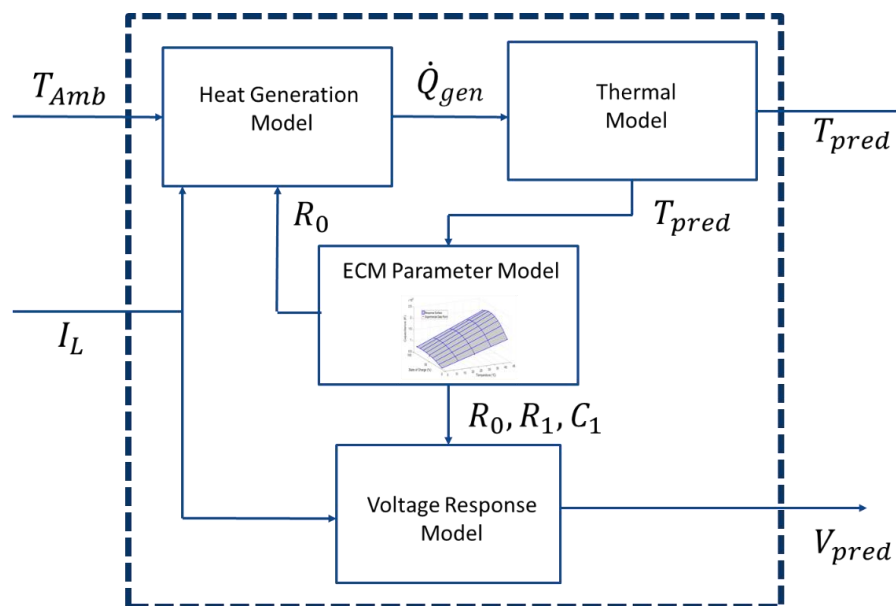 T_Amb
Heat Generation
Model
Q̇_gen
Thermal
Model
T_pred
R_0
T_pred
ECM Parameter Model
I_L
R_0, R_1, C_1
Voltage Response
Model
V_pred